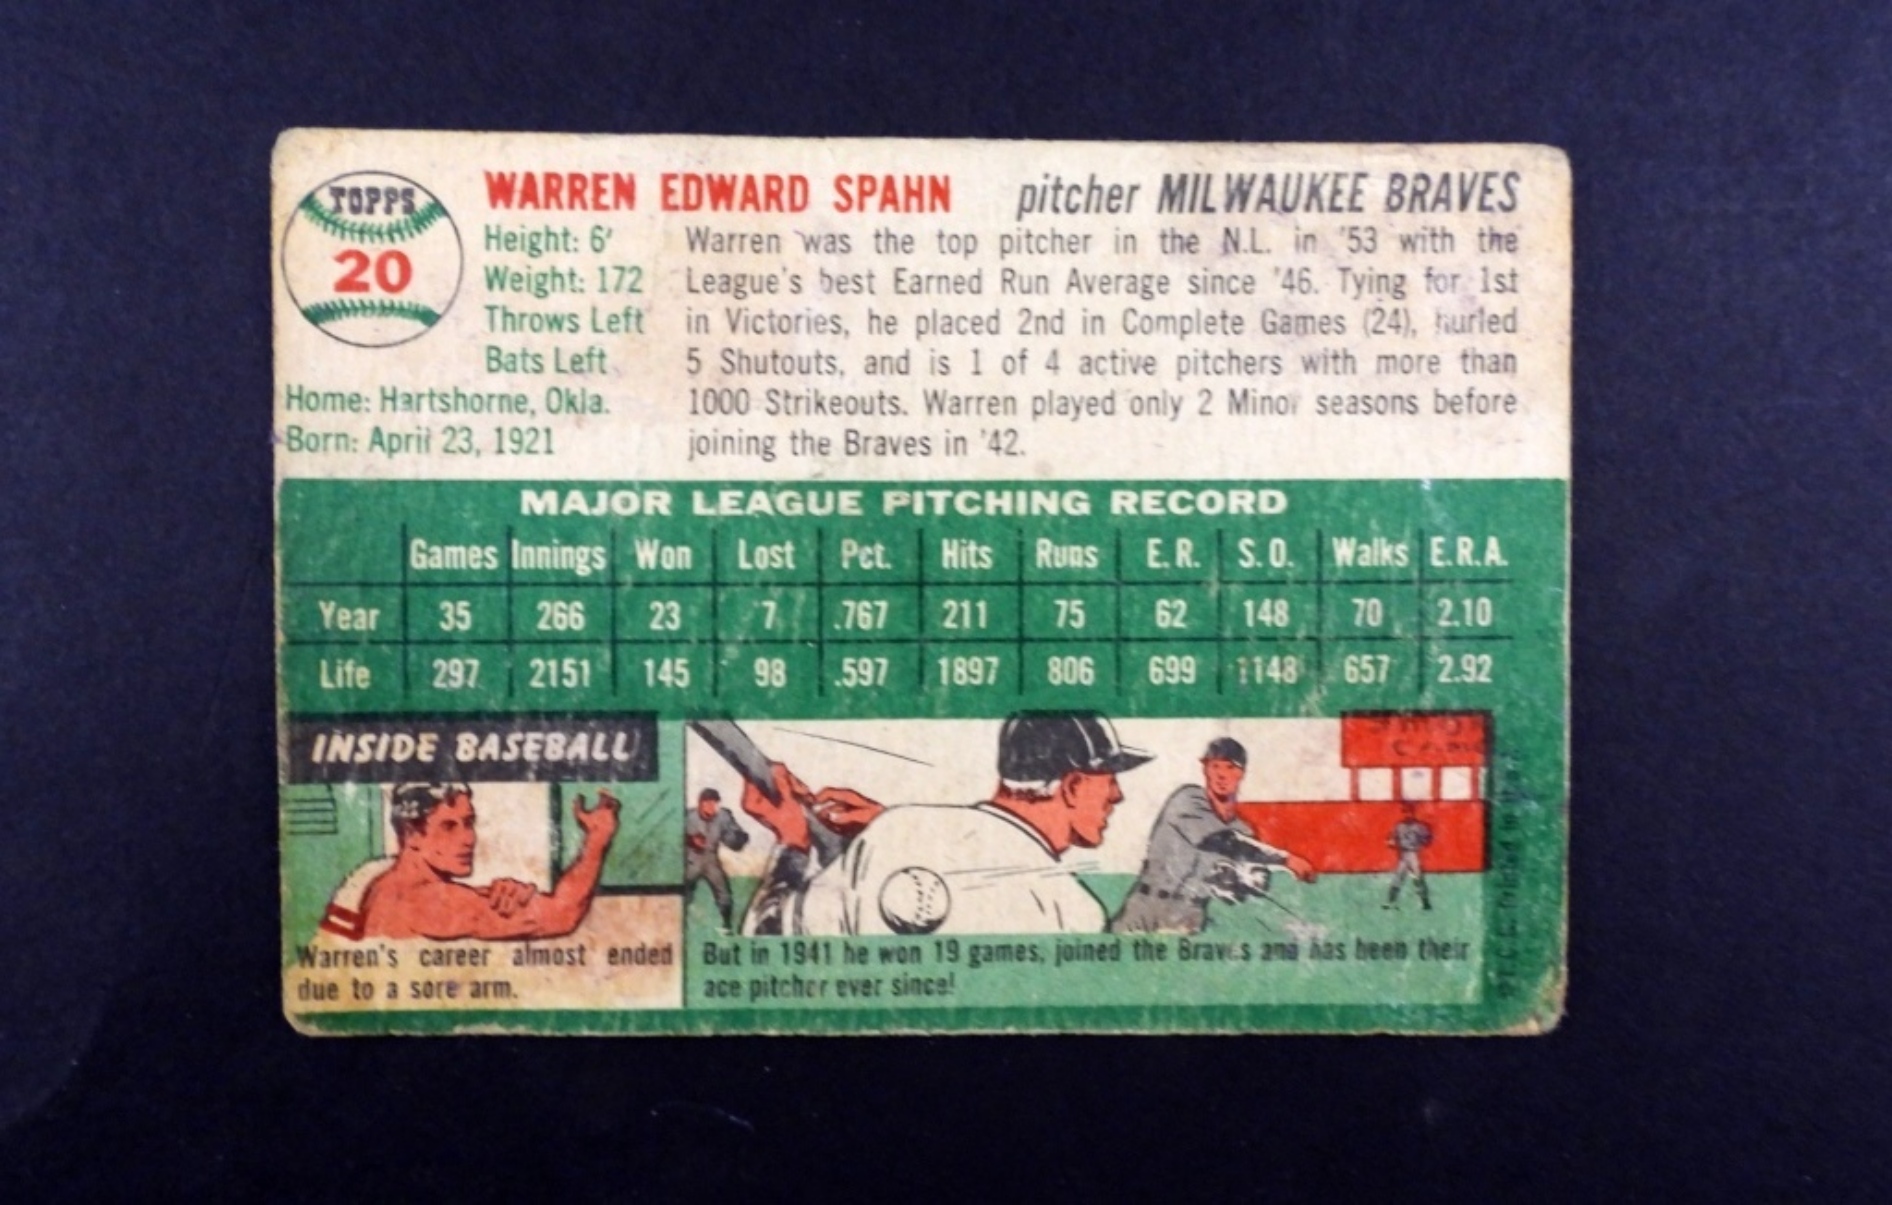 TOPPS
20
WARREN EDWARD SPAHN pitcher MILWAUKEE BRAVES
Height: 6'
Weight: 172
Throws Left
Bats Left
Home: Hartshorne, Okla.
Born: April 23, 1921
Warren was the top pitcher in the N.L. in '53 with the
League's best Earned Run Average since '46. Tying for 1st
in Victories, he placed 2nd in Complete Games (24), hurled
5 Shutouts, and is 1 of 4 active pitchers with more than
1000 Strikeouts. Warren played only 2 Minor seasons before
joining the Braves in '42.
MAJOR LEAGUE PITCHING RECORD
Games Innings Won Lost Pct. Hits Runs E.R. S.O. Walks E.R.A.
Year 35 266 23 7 .767 211 75 62 148 70 2.10
Life 297 2151 145 98 .597 1897 806 699 1148 657 2.92
INSIDE BASEBALL
Warren's career almost ended
due to a sore arm.
But in 1941 he won 19 games, joined the Braves and has been their
ace pitcher ever since!
T.C.G. Printed in U.S.A.